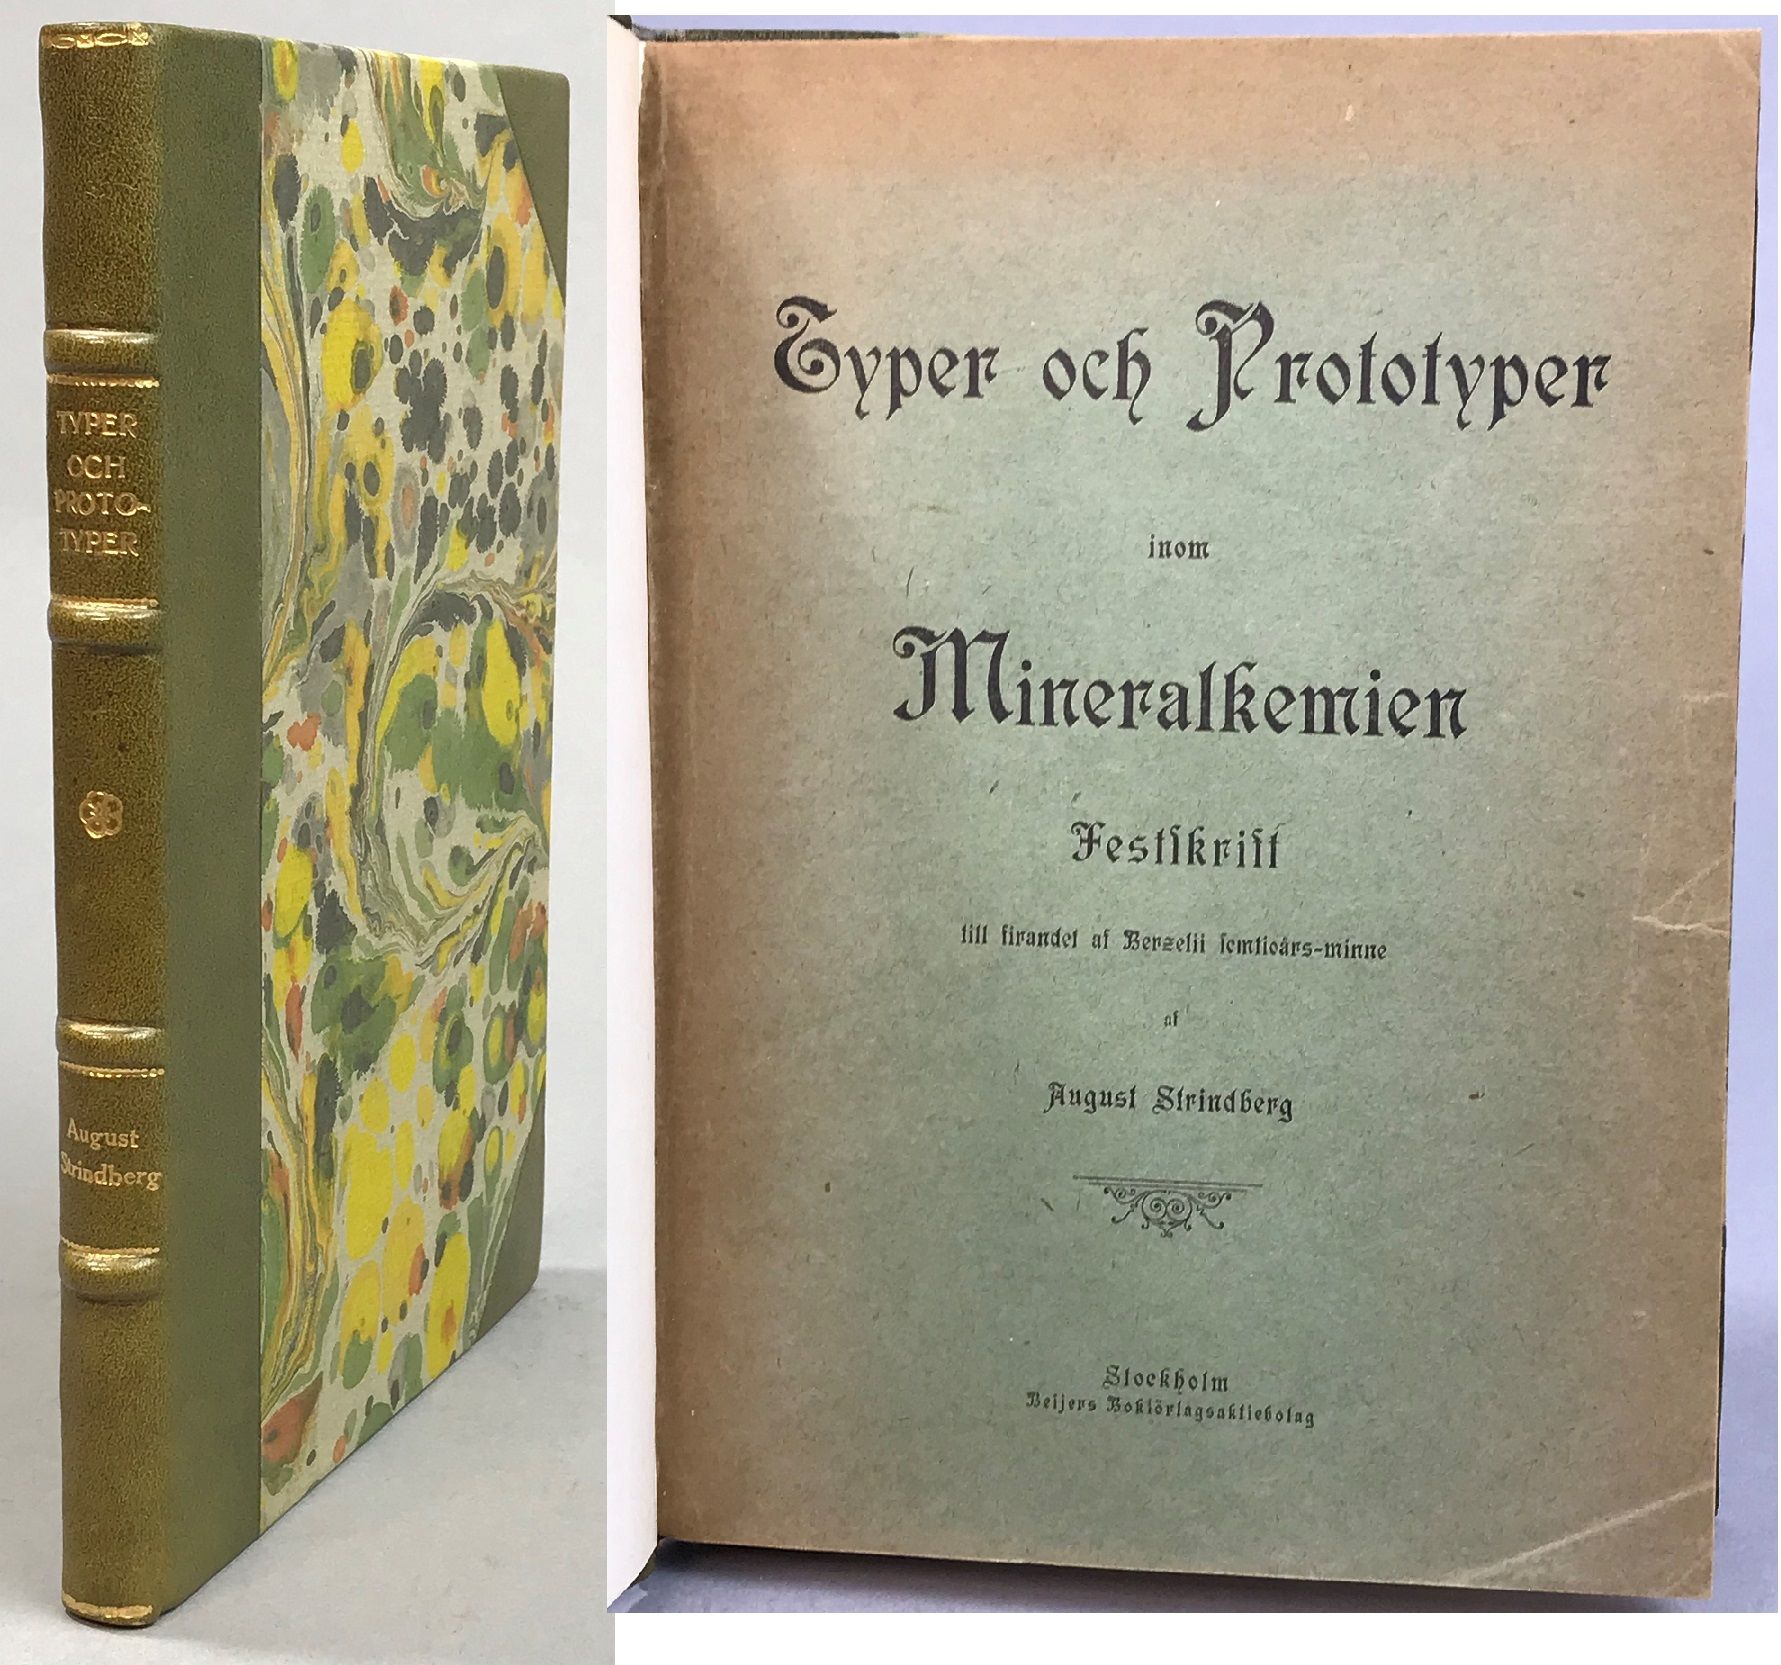 TYPER
OCH
PROTO-
TYPER
August
Strindberg
Typer och Prototyper
inom
Mineralkemien
Festſkrift
till firandet af Berzelii femtioårs-minne
af
August Strindberg
Stockholm
Beijers Bokförlagsaktiebolag